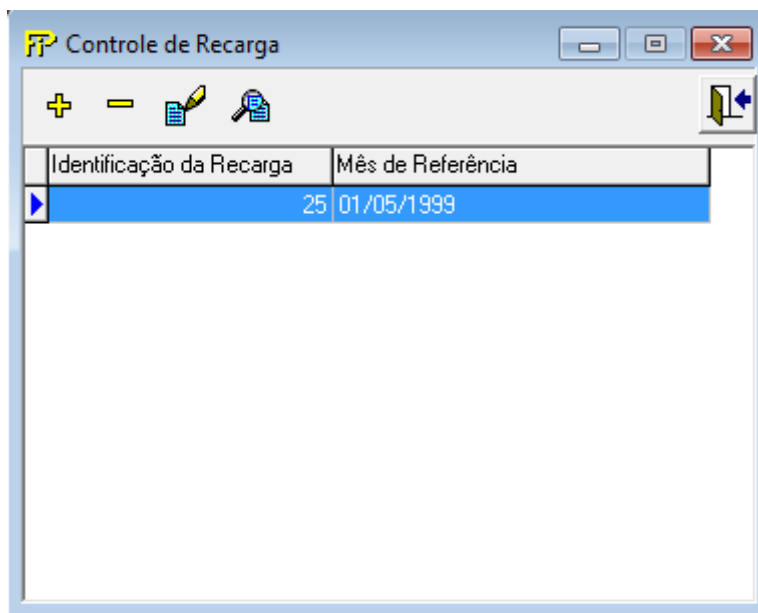 Controle de Recarga
Identificação da Recarga Mês de Referência
25 01/05/1999